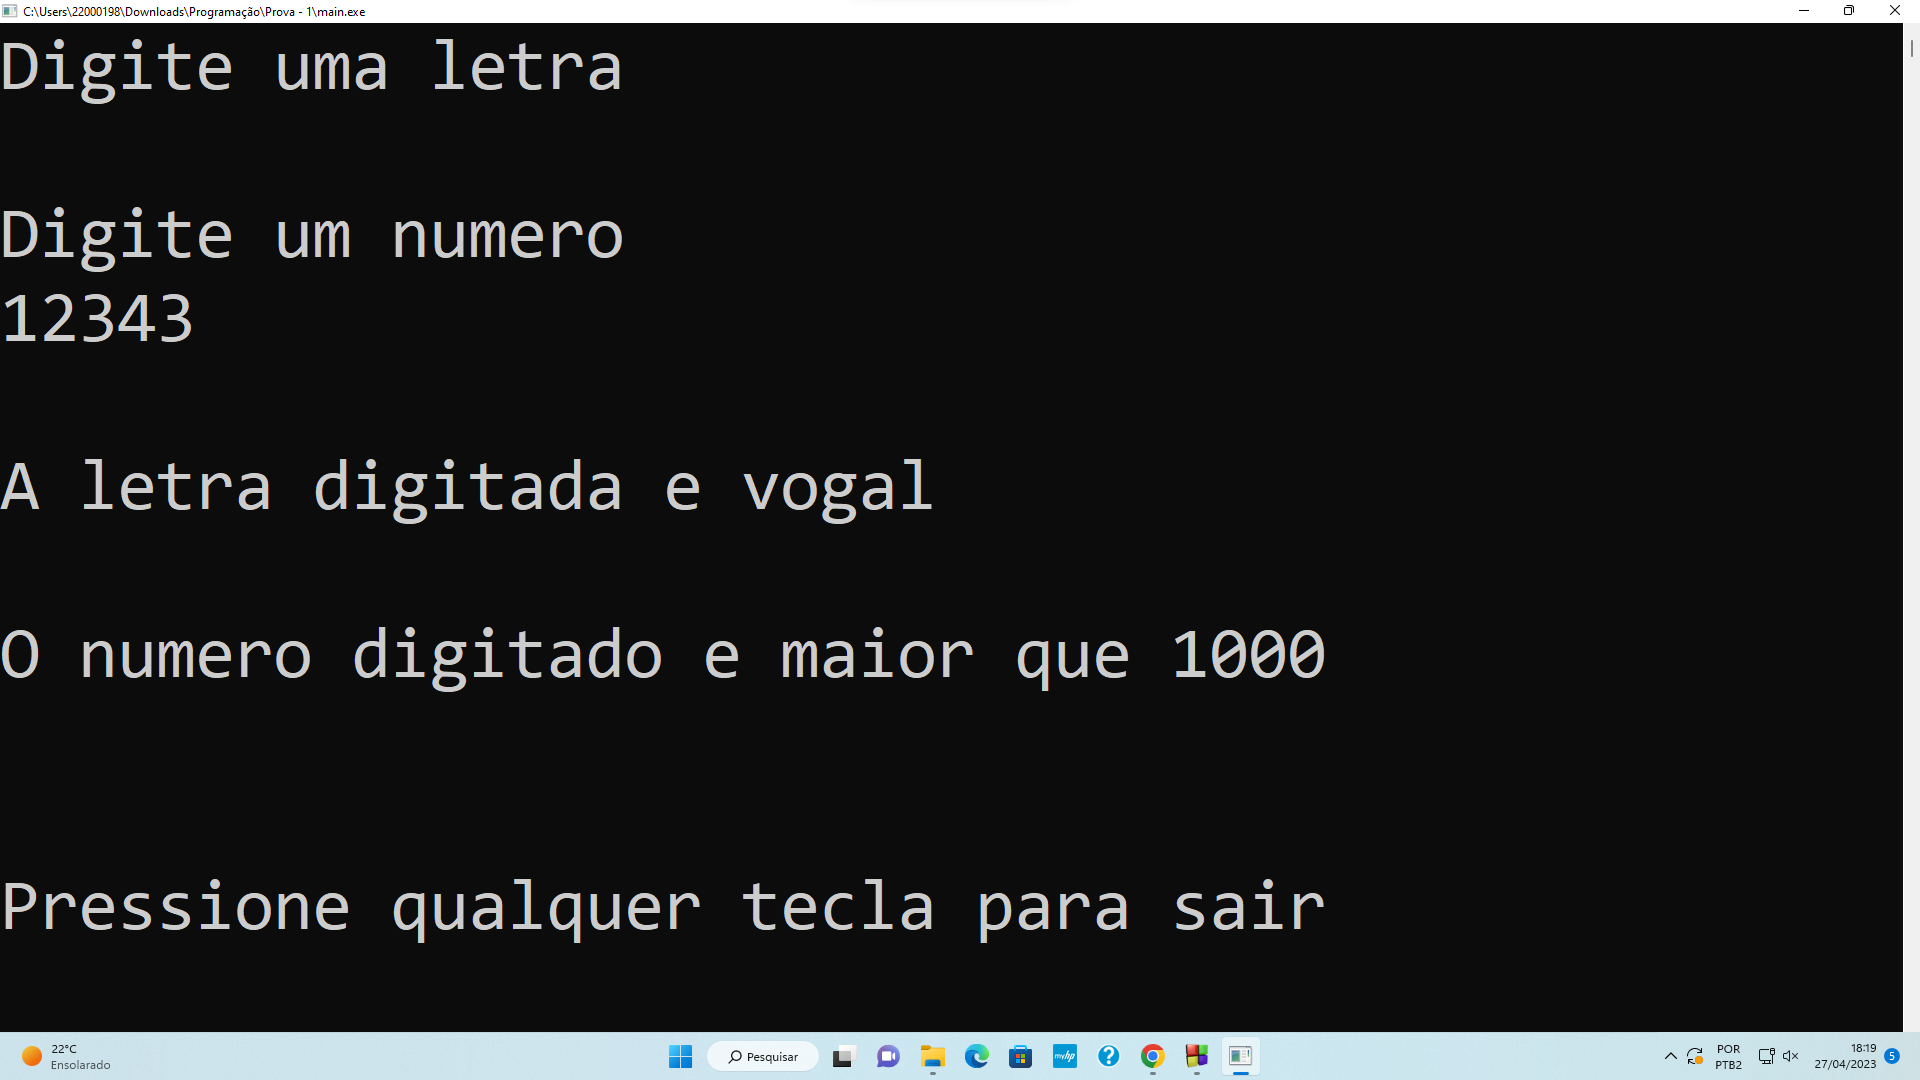 C:\Users\22000198\Downloads\Programação\Prova - 1\main.exe
Digite uma letra
Digite um numero
12343
A letra digitada e vogal
O numero digitado e maior que 1000
Pressione qualquer tecla para sair
22°C
Ensolarado
Pesquisar
myhp
POR
PTB2
18:19
27/04/2023
5